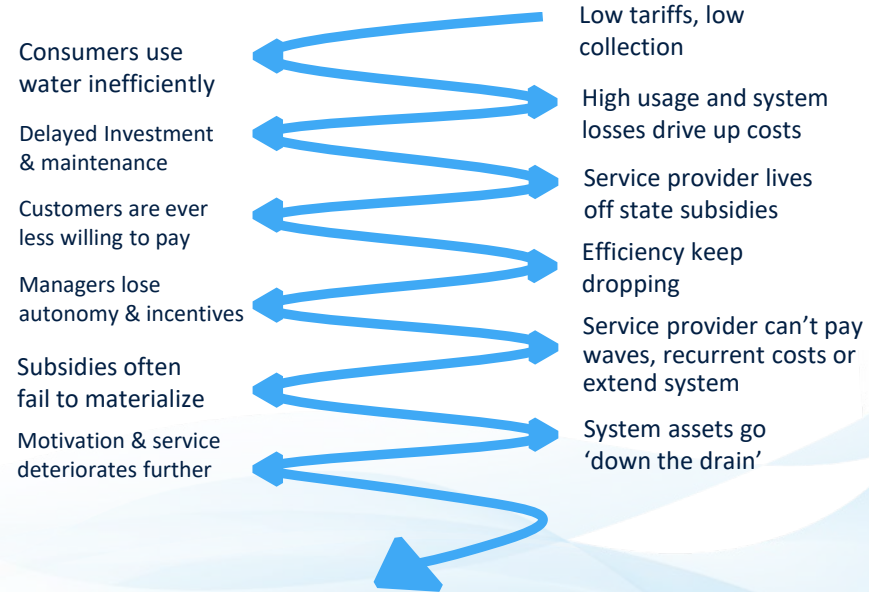 Low tariffs, low
collection
Consumers use
water inefficiently
High usage and system
losses drive up costs
Delayed Investment
& maintenance
Service provider lives
off state subsidies
Customers are ever
less willing to pay
Efficiency keep
dropping
Managers lose
autonomy & incentives
Service provider can’t pay
waves, recurrent costs or
extend system
Subsidies often
fail to materialize
System assets go
‘down the drain’
Motivation & service
deteriorates further